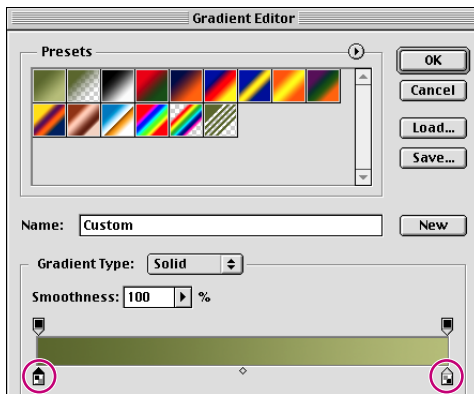 Gradient Editor
Presets
OK
Cancel
Load...
Save...
Name: Custom
New
Gradient Type: Solid
Smoothness: 100 %